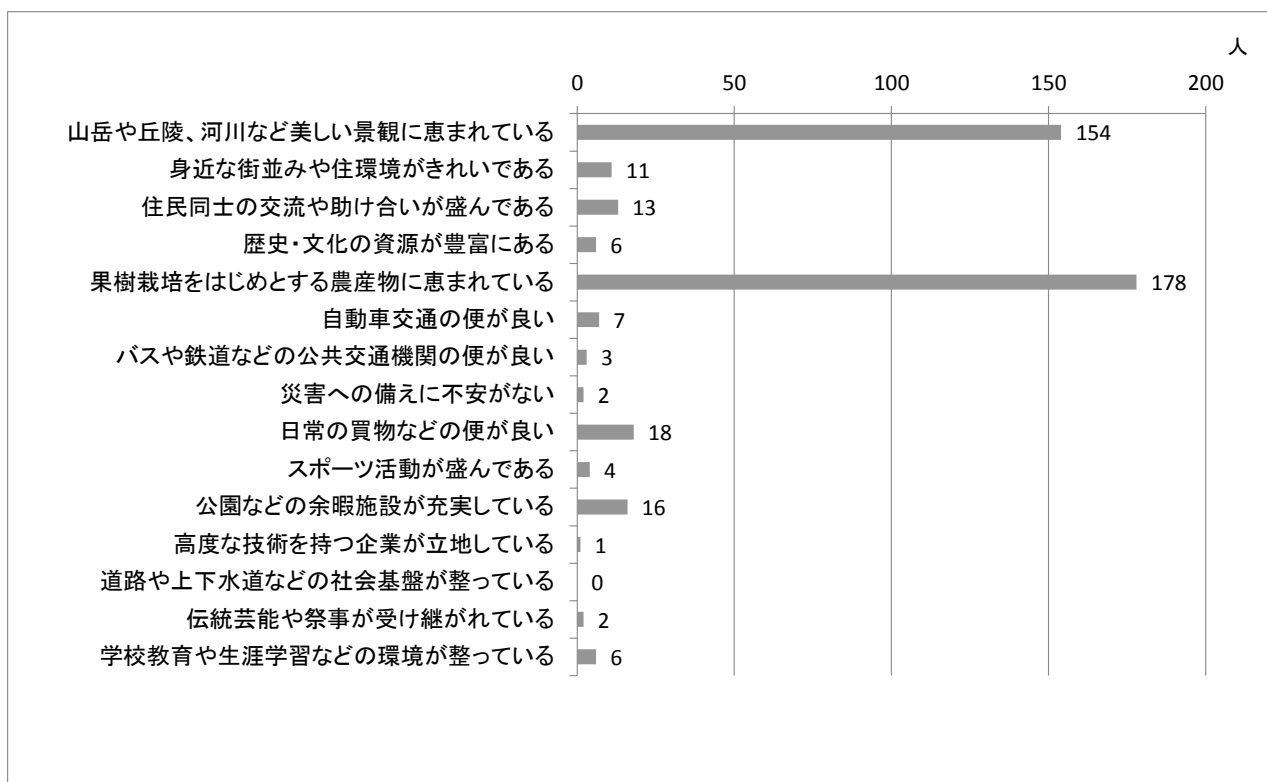 人
0 50 100 150 200
山岳や丘陵、河川など美しい景観に恵まれている 154
身近な街並みや住環境がきれいである 11
住民同士の交流や助け合いが盛んである 13
歴史・文化の資源が豊富にある 6
果樹栽培をはじめとする農産物に恵まれている 178
自動車交通の便が良い 7
バスや鉄道などの公共交通機関の便が良い 3
災害への備えに不安がない 2
日常の買物などの便が良い 18
スポーツ活動が盛んである 4
公園などの余暇施設が充実している 16
高度な技術を持つ企業が立地している 1
道路や上下水道などの社会基盤が整っている 0
伝統芸能や祭事が受け継がれている 2
学校教育や生涯学習などの環境が整っている 6